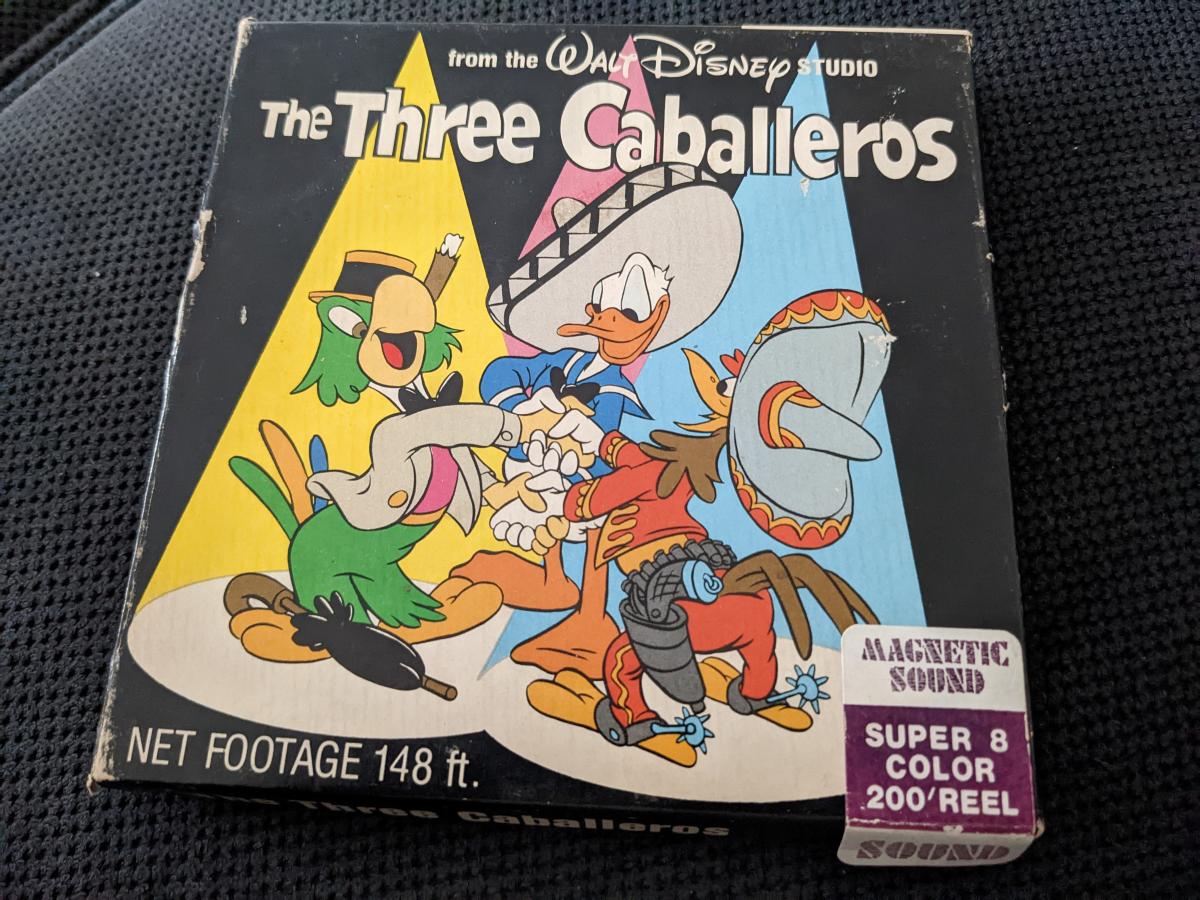 from the WALT DISNEY STUDIO
The Three Caballeros
NET FOOTAGE 148 ft.
MAGNETIC
SOUND
SUPER 8
COLOR
200' REEL
The Three Caballeros
SOUND